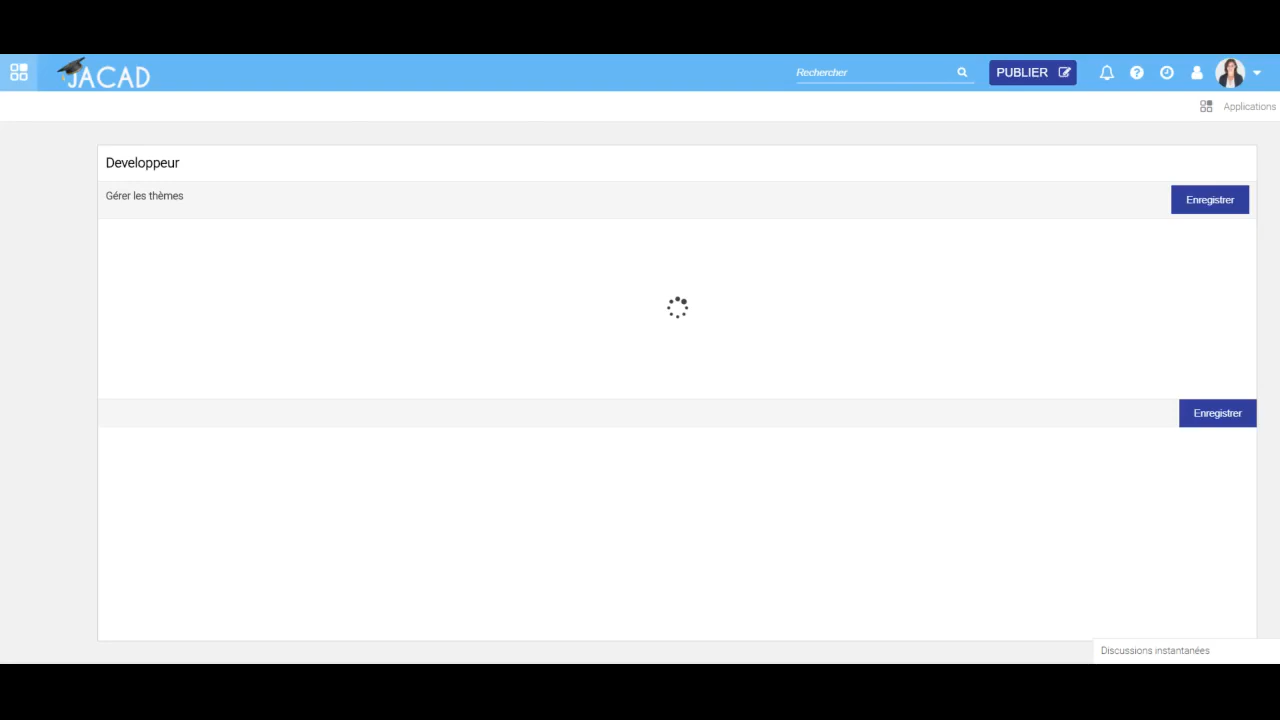 JACAD
Rechercher
PUBLIER
Applications
Developpeur
Gérer les thèmes
Enregistrer
Enregistrer
Discussions instantanées